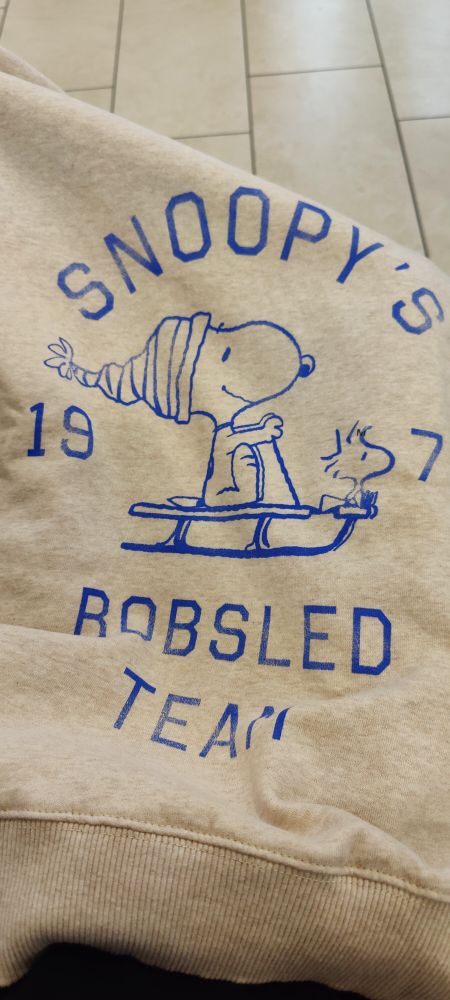 SNOOPY'S
19 7
BOBSLED
TEAM